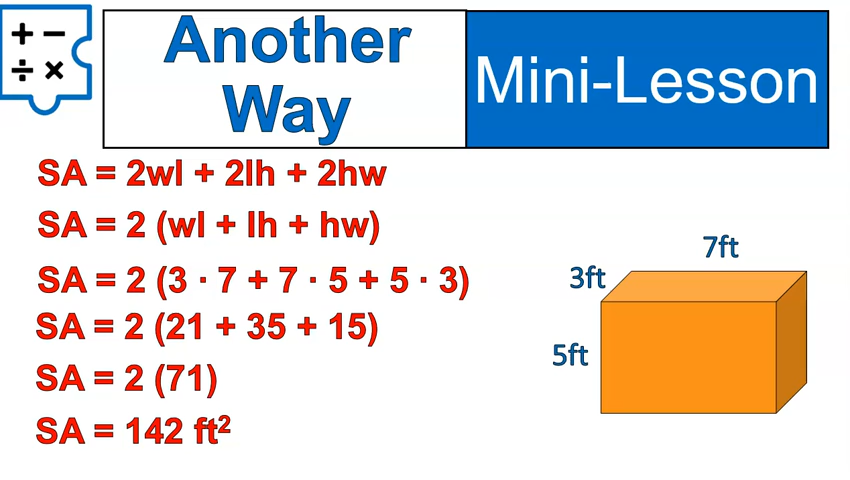 + −
÷ ×
Another
Way
Mini-Lesson
SA = 2wl + 2lh + 2hw
SA = 2 (wl + lh + hw)
SA = 2 (3 · 7 + 7 · 5 + 5 · 3)
SA = 2 (21 + 35 + 15)
SA = 2 (71)
SA = 142 ft²
7ft
3ft
5ft